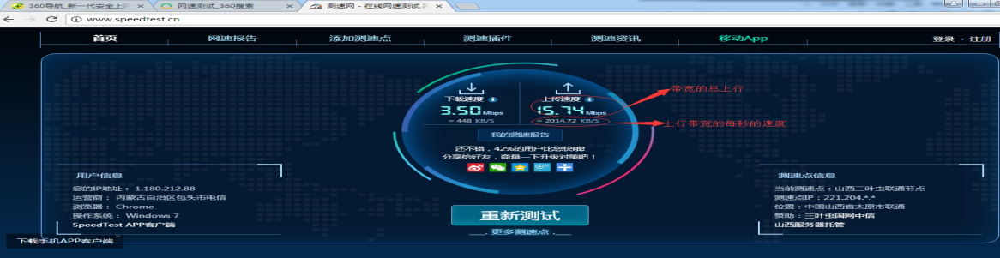 360导航_新一代安全上网 × 网速测试_360搜索 × 测速网 - 在线网速测试,网 ×
www.speedtest.cn
首页 网速报告 添加测速点 测速插件 测速资讯 移动App 登录 · 注册
下载速度 上传速度
3.50 Mbps 15.74 Mbps
= 448 KB/S = 2014.72 KB/S
带宽的总上行
上行带宽的每秒的速度
我的测速报告
还不错，42%的用户比您快哦!
分享给好友，商量一下升级对策吧！
用户信息
您的IP地址： 1.180.212.88
运营商： 内蒙古自治区包头市电信
浏览器： Chrome
操作系统： Windows 7
SpeedTest APP客户端
测速点信息
当前测速点：山西三叶虫联通节点
测速点IP：221.204.*.*
位置：中国山西省太原市联通
赞助：三叶虫国网中信
山西服务器托管
重新测试
更多测速点
下载手机APP客户端 ×